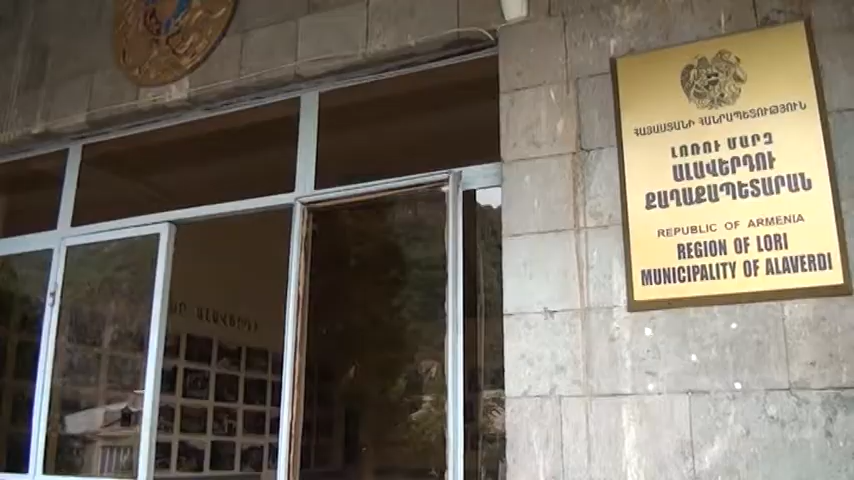 ՀԱՅԱՍՏԱՆԻ ՀԱՆՐԱՊԵՏՈՒԹՅՈՒՆ
ԼՈՌՈՒ ՄԱՐԶ
ԱԼԱՎԵՐԴՈՒ
ՔԱՂԱՔԱՊԵՏԱՐԱՆ
REPUBLIC OF ARMENIA
REGION OF LORI
MUNICIPALITY OF ALAVERDI